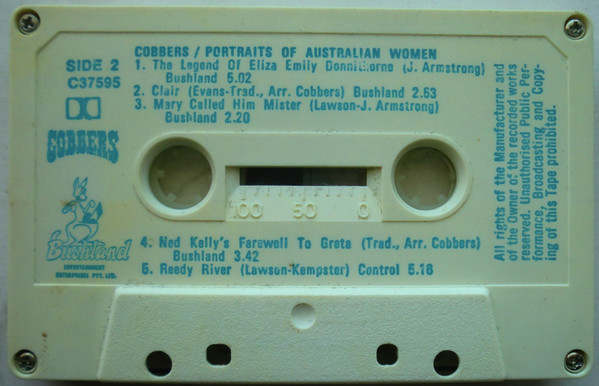 COBBERS / PORTRAITS OF AUSTRALIAN WOMEN
SIDE 2
C37595
COBBERS
Bushland
ENTERTAINMENT
ENTERPRISES PTY. LTD.
1. The Legend Of Eliza Emily Donnithorne (J. Armstrong)
Bushland 5.02
2. Clair (Evans-Trad., Arr. Cobbers) Bushland 2.53
3. Mary Called Him Mister (Lawson-J. Armstrong)
Bushland 2.20
100 50 0
4. Ned Kelly's Farewell To Greta (Trad., Arr. Cobbers)
Bushland 3.42
5. Reedy River (Lawson-Kempster) Control 5.16
All rights of the Manufacturer and
of the Owner of the recorded works
reserved. Unauthorised Public Per-
formance, Broadcasting and Copy-
ing of this Tape prohibited.